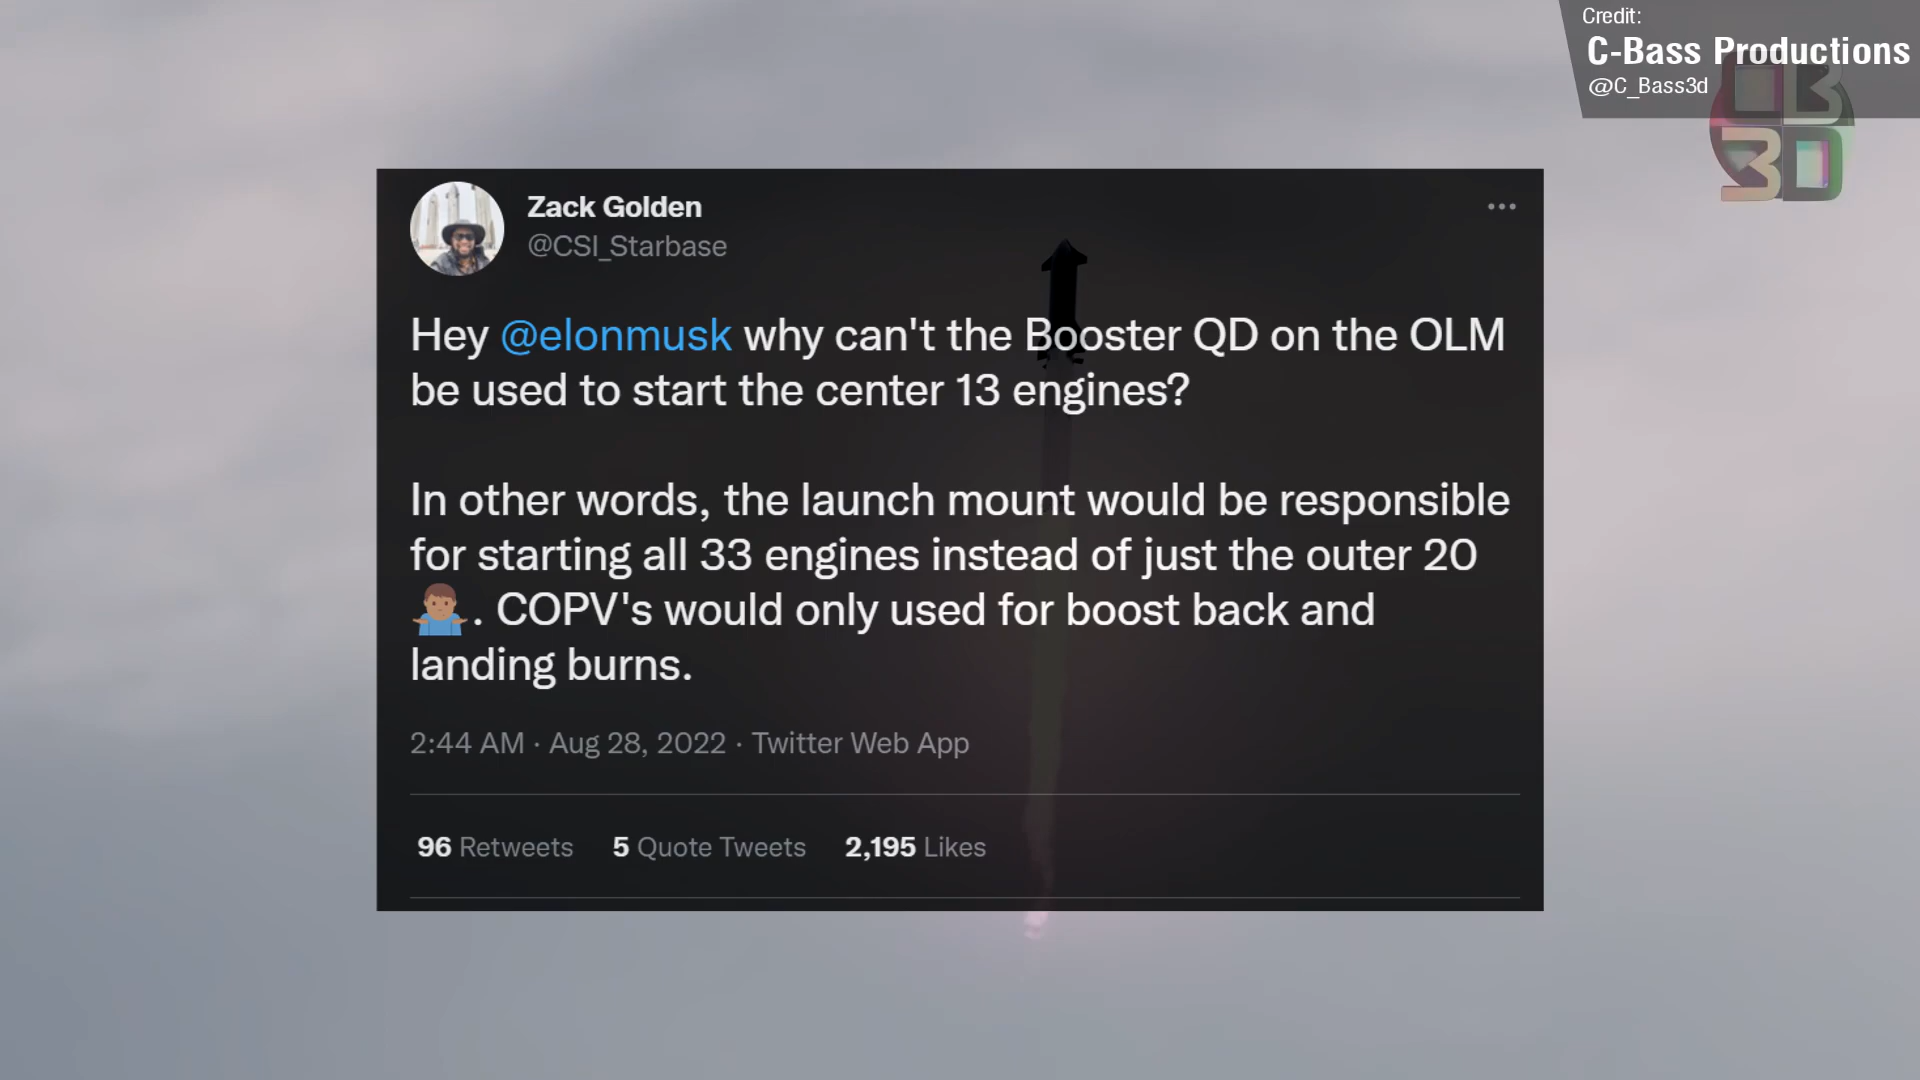 Credit:
C-Bass Productions
@C_Bass3d
CB
3D
Zack Golden
@CSI_Starbase
Hey @elonmusk why can't the Booster QD on the OLM
be used to start the center 13 engines?
In other words, the launch mount would be responsible
for starting all 33 engines instead of just the outer 20
🤷🏽‍♂️. COPV's would only used for boost back and
landing burns.
2:44 AM · Aug 28, 2022 · Twitter Web App
96 Retweets 5 Quote Tweets 2,195 Likes